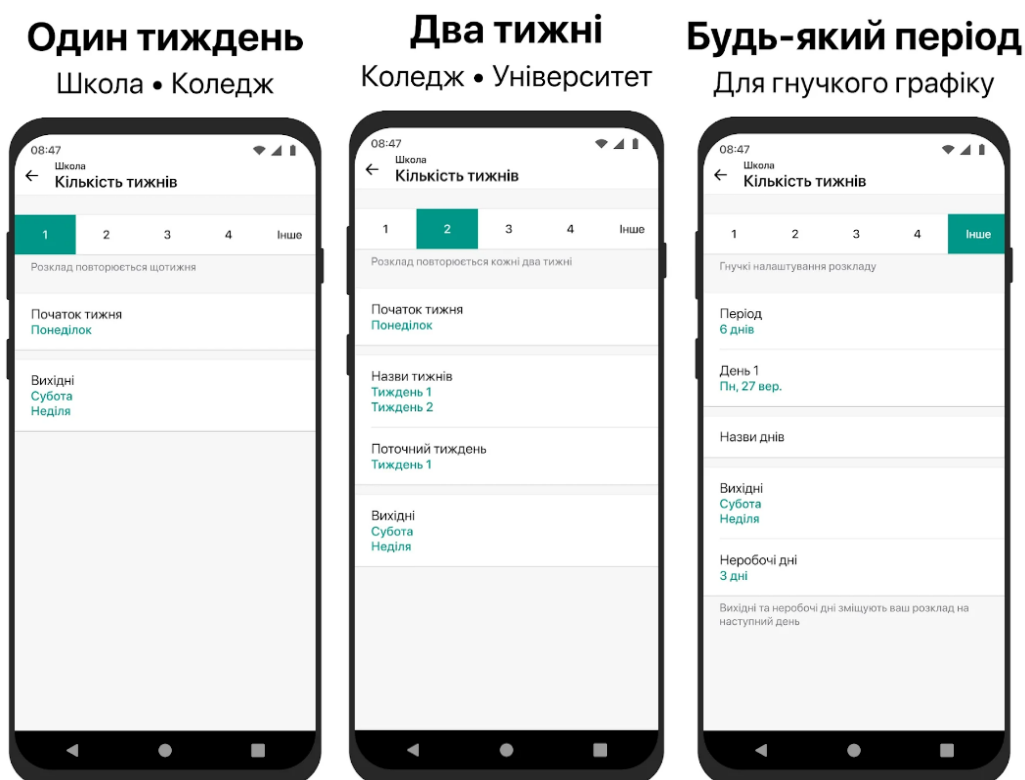 Один тиждень
Школа • Коледж
08:47
Школа
Кількість тижнів
1 2 3 4 Інше
Розклад повторюється щотижня
Початок тижня
Понеділок
Вихідні
Субота
Неділя
Два тижні
Коледж • Університет
08:47
Школа
Кількість тижнів
1 2 3 4 Інше
Розклад повторюється кожні два тижні
Початок тижня
Понеділок
Назви тижнів
Тиждень 1
Тиждень 2
Поточний тиждень
Тиждень 1
Вихідні
Субота
Неділя
Будь-який період
Для гнучкого графіку
08:47
Школа
Кількість тижнів
1 2 3 4 Інше
Гнучкі налаштування розкладу
Період
6 днів
День 1
Пн, 27 вер.
Назви днів
Вихідні
Субота
Неділя
Неробочі дні
3 дні
Вихідні та неробочі дні зміщують ваш розклад на
наступний день